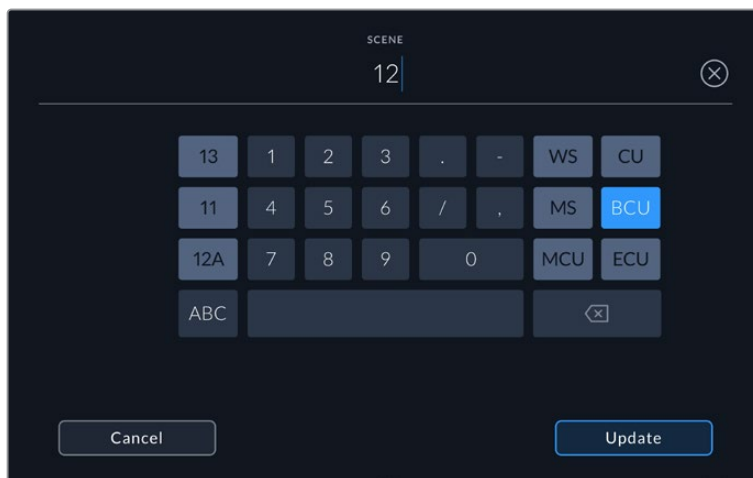 SCENE
12
13 1 2 3 . - WS CU
11 4 5 6 / , MS BCU
12A 7 8 9 0 MCU ECU
ABC
Cancel Update